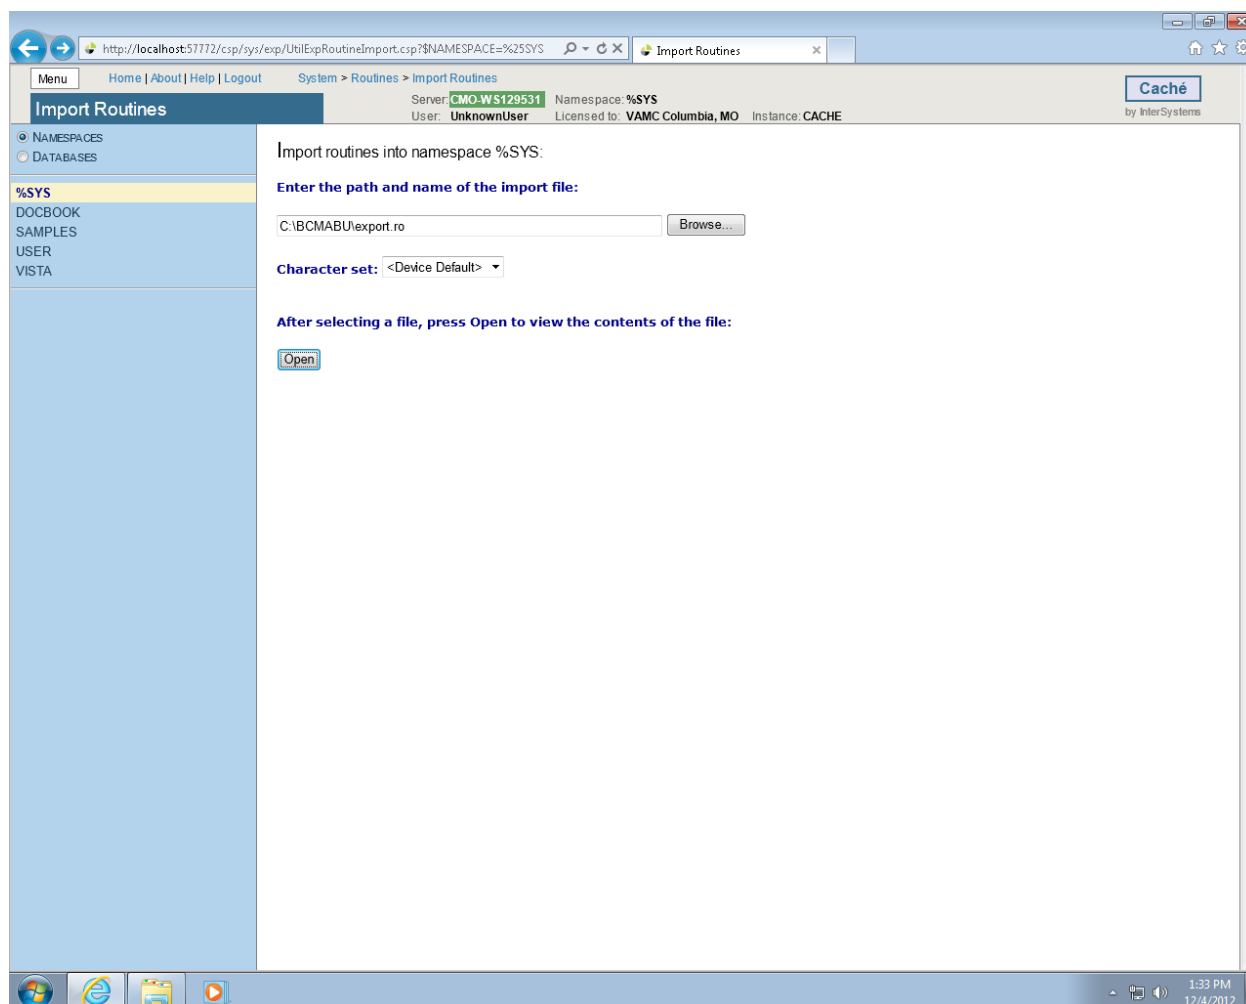 http://localhost:57772/csp/sys/exp/UtilExpRoutineImport.csp?$NAMESPACE=%25SYS
Import Routines
Menu Home | About | Help | Logout System > Routines > Import Routines
Import Routines
Server: CMO-WS129531 Namespace: %SYS
User: UnknownUser Licensed to: VAMC Columbia, MO Instance: CACHE
Caché
by InterSystems
NAMESPACES
DATABASES
%SYS
DOCBOOK
SAMPLES
USER
VISTA
Import routines into namespace %SYS:
Enter the path and name of the import file:
C:\BCMABU\export.ro Browse...
Character set: <Device Default>
After selecting a file, press Open to view the contents of the file:
Open
1:33 PM
12/4/2012